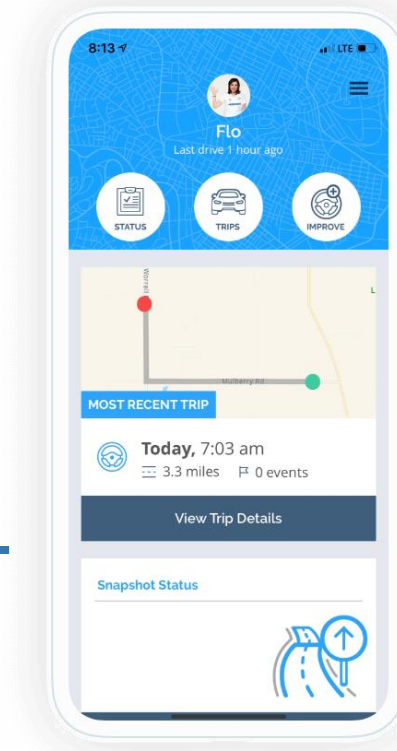 8:13
LTE
Flo
Last drive 1 hour ago
STATUS
TRIPS
IMPROVE
Worrell
L
Mulberry Rd
MOST RECENT TRIP
Today, 7:03 am
3.3 miles 0 events
View Trip Details
Snapshot Status